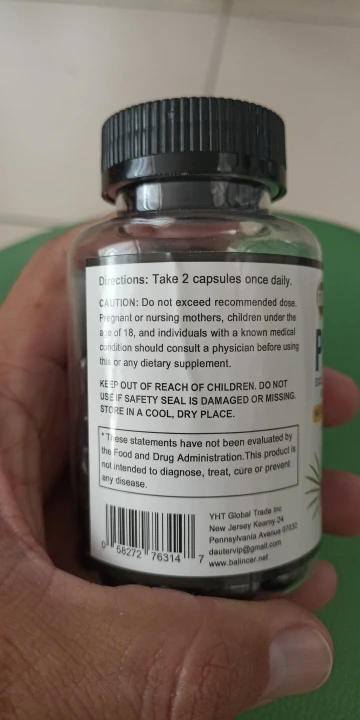 Directions: Take 2 capsules once daily.
CAUTION: Do not exceed recommended dose.
Pregnant or nursing mothers, children under the
age of 18, and individuals with a known medical
condition should consult a physician before using
this or any dietary supplement.
KEEP OUT OF REACH OF CHILDREN. DO NOT
USE IF SAFETY SEAL IS DAMAGED OR MISSING.
STORE IN A COOL, DRY PLACE.
* These statements have not been evaluated by
the Food and Drug Administration.This product is
not intended to diagnose, treat, cure or prevent
any disease.
0 58272 76314 7
YHT Global Trade Inc
New Jersey Kearny-24
Pennsylvania Avenue 07032
dautervip@gmail.com
www.balincer.net
P